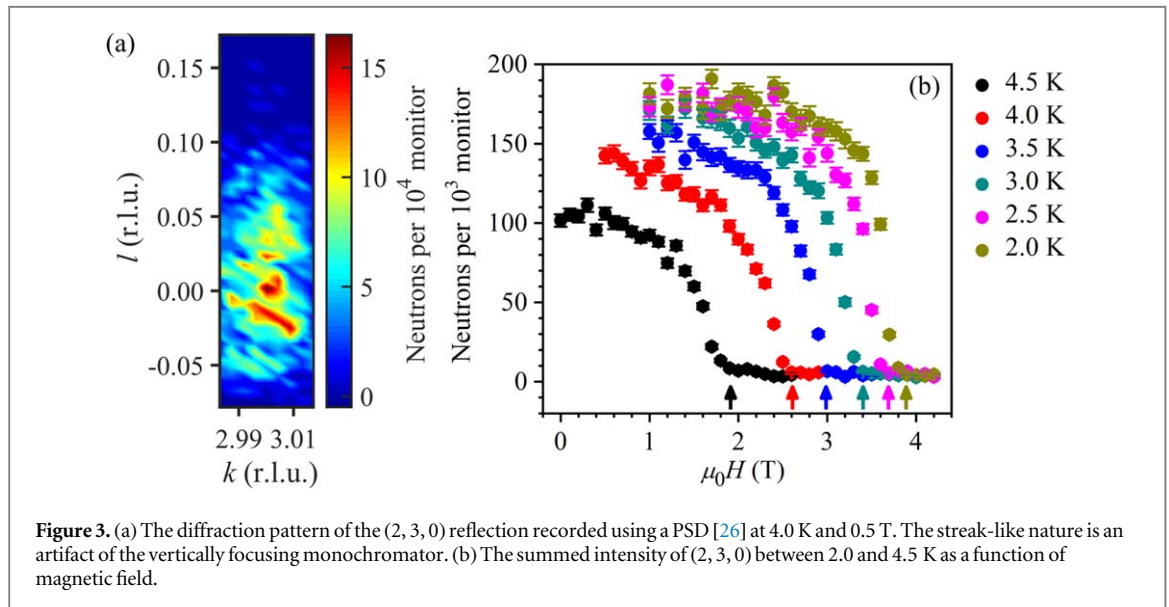 (a)
0.15
0.10
0.05
0.00
-0.05
l (r.l.u.)
2.99 3.01
k (r.l.u.)
15
10
5
0
Neutrons per 10⁴ monitor
Neutrons per 10³ monitor
(b)
200
150
100
50
0
0 1 2 3 4
μ₀H (T)
4.5 K
4.0 K
3.5 K
3.0 K
2.5 K
2.0 K
Figure 3. (a) The diffraction pattern of the (2, 3, 0) reflection recorded using a PSD [26] at 4.0 K and 0.5 T. The streak-like nature is an
artifact of the vertically focusing monochromator. (b) The summed intensity of (2, 3, 0) between 2.0 and 4.5 K as a function of
magnetic field.